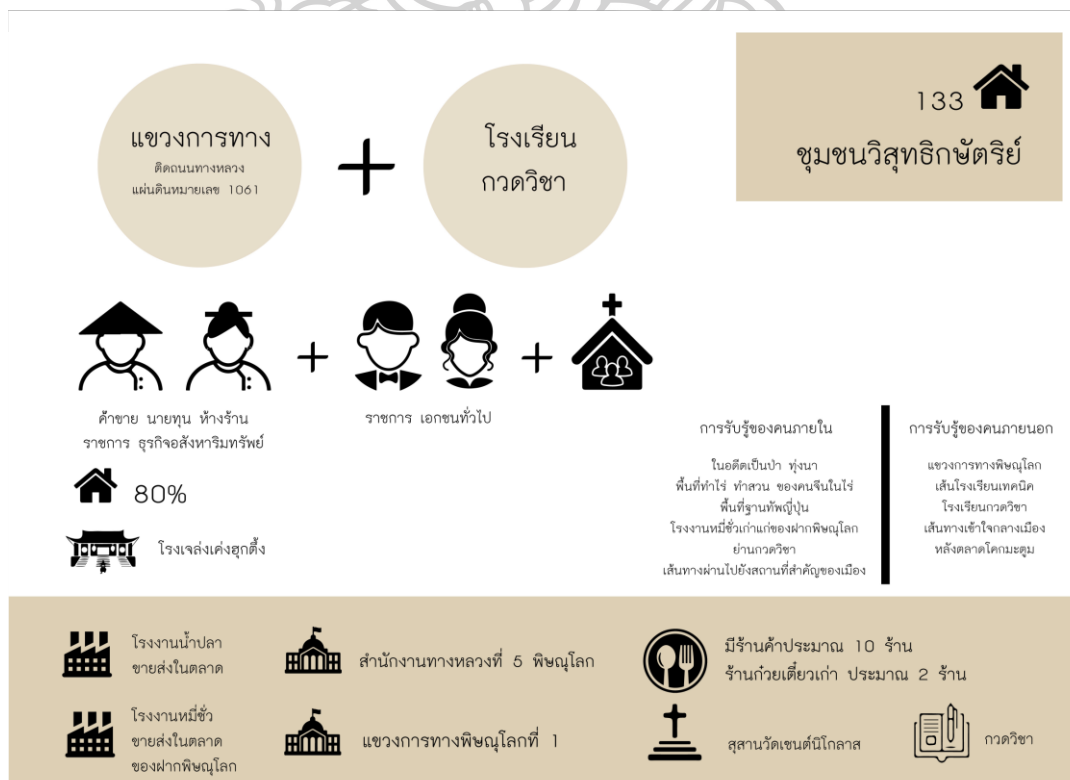 แขวงการทาง
ติดถนนทางหลวง
แผ่นดินหมายเลข 1061
โรงเรียน
กวดวิชา
133
ชุมชนวิสุทธิกษัตริย์
ค้าขาย นายทุน ห้างร้าน
ราชการ ธุรกิจอสังหาริมทรัพย์
80%
โรงเจล่งเค่งฮุกตึ้ง
ราชการ เอกชนทั่วไป
การรับรู้ของคนภายใน
ในอดีตเป็นป่า ทุ่งนา
พื้นที่ทำไร่ ทำสวน ของคนจีนในไร่
พื้นที่ฐานทัพญี่ปุ่น
โรงงานหมี่ซั่วเก่าแก่ของฝากพิษณุโลก
ย่านกวดวิชา
เส้นทางผ่านไปยังสถานที่สำคัญของเมือง
การรับรู้ของคนภายนอก
แขวงการทางพิษณุโลก
เส้นโรงเรียนเทคนิค
โรงเรียนกวดวิชา
เส้นทางเข้าใจกลางเมือง
หลังตลาดโคกมะตูม
โรงงานน้ำปลา
ขายส่งในตลาด
โรงงานหมี่ซั่ว
ขายส่งในตลาด
ของฝากพิษณุโลก
สำนักงานทางหลวงที่ 5 พิษณุโลก
แขวงการทางพิษณุโลกที่ 1
มีร้านค้าประมาณ 10 ร้าน
ร้านก๋วยเตี๋ยวเก่า ประมาณ 2 ร้าน
สุสานวัดเซนต์นิโกลาส
กวดวิชา